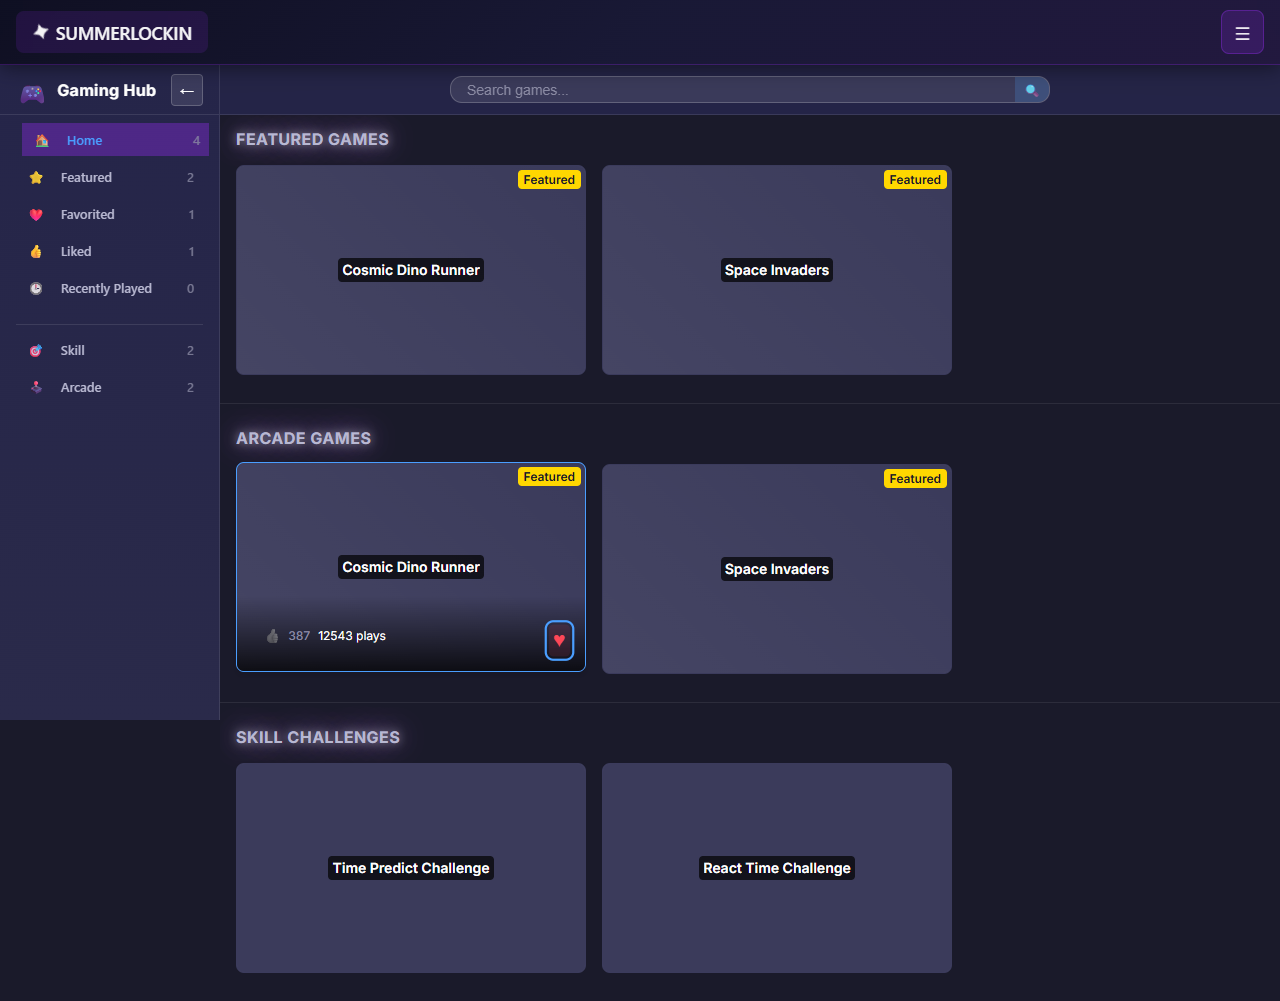 SUMMERLOCKIN
☰
Gaming Hub
←
Search games...
Home 4
Featured 2
Favorited 1
Liked 1
Recently Played 0
Skill 2
Arcade 2
FEATURED GAMES
Featured
Cosmic Dino Runner
Featured
Space Invaders
ARCADE GAMES
Featured
Cosmic Dino Runner
387 12543 plays
Featured
Space Invaders
SKILL CHALLENGES
Time Predict Challenge
React Time Challenge